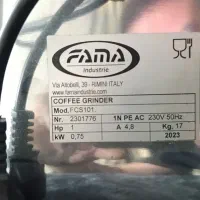 FAMA
Industrie
Via Altobelli, 38 - RIMINI ITALY
www.famaindustrie.com
COFFEE GRINDER
Mod. FCS101
Nr. 2301776 1N PE AC 230V 50Hz
Hp 1 A 4,8 Kg. 17
kW 0,75 2023